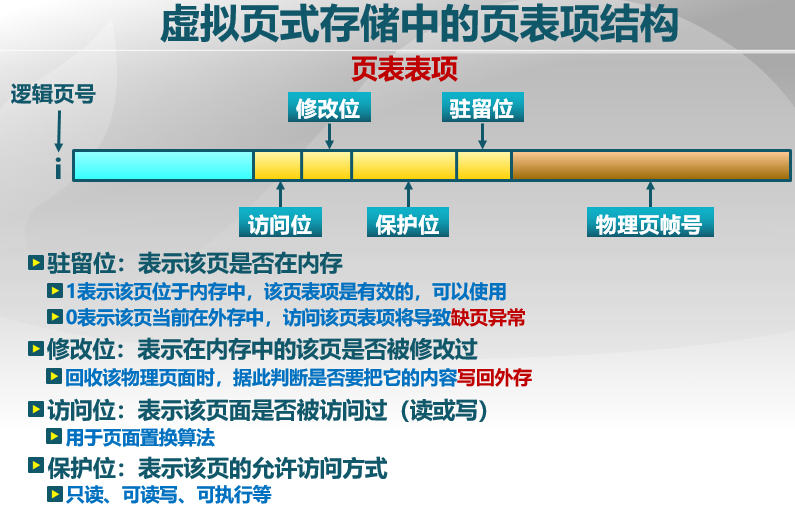 虚拟页式存储中的页表项结构
页表表项
逻辑页号
修改位
驻留位
i
访问位
保护位
物理页帧号
驻留位：表示该页是否在内存
1表示该页位于内存中，该页表项是有效的，可以使用
0表示该页当前在外存中，访问该页表项将导致缺页异常
修改位：表示在内存中的该页是否被修改过
回收该物理页面时，据此判断是否要把它的内容写回外存
访问位：表示该页面是否被访问过（读或写）
用于页面置换算法
保护位：表示该页的允许访问方式
只读、可读写、可执行等